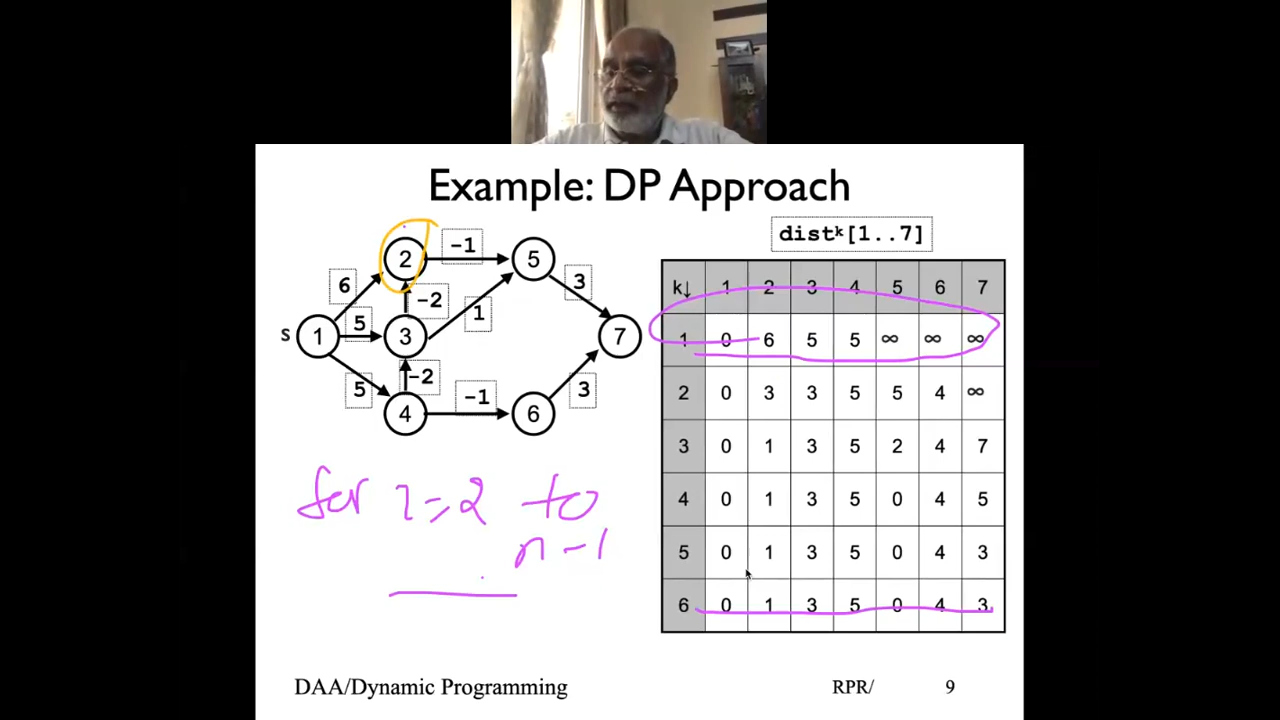 Example: DP Approach
distᵏ[1..7]
2 -1 5
6 -2 1 3
S 1 5 3 7
5 -2 3
4 -1 6
k↓ 1 2 3 4 5 6 7
1 0 6 5 5 ∞ ∞ ∞
2 0 3 3 5 5 4 ∞
3 0 1 3 5 2 4 7
4 0 1 3 5 0 4 5
5 0 1 3 5 0 4 3
6 0 1 3 5 0 4 3
for i=2 to
n-1
DAA/Dynamic Programming RPR/ 9